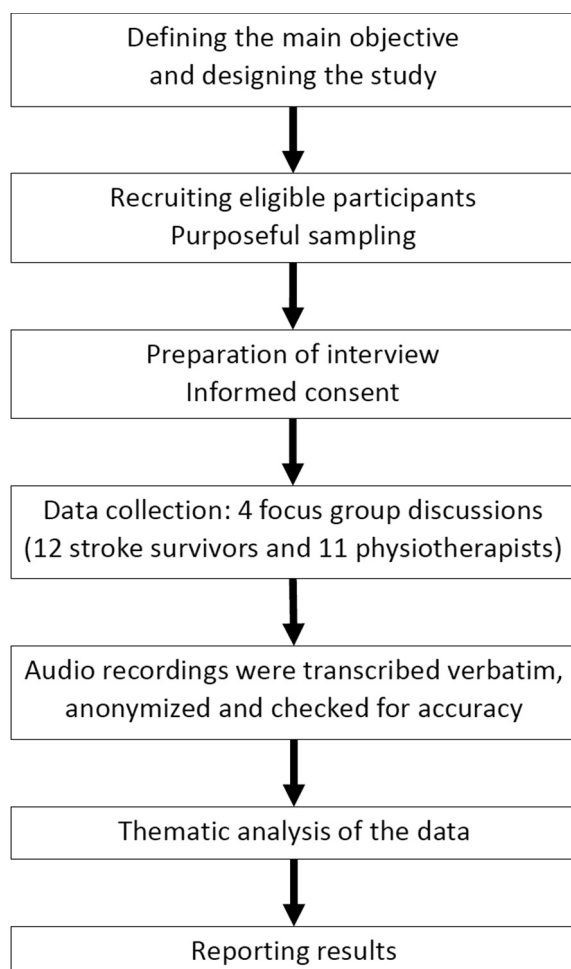 Defining the main objective
and designing the study
Recruiting eligible participants
Purposeful sampling
Preparation of interview
Informed consent
Data collection: 4 focus group discussions
(12 stroke survivors and 11 physiotherapists)
Audio recordings were transcribed verbatim,
anonymized and checked for accuracy
Thematic analysis of the data
Reporting results